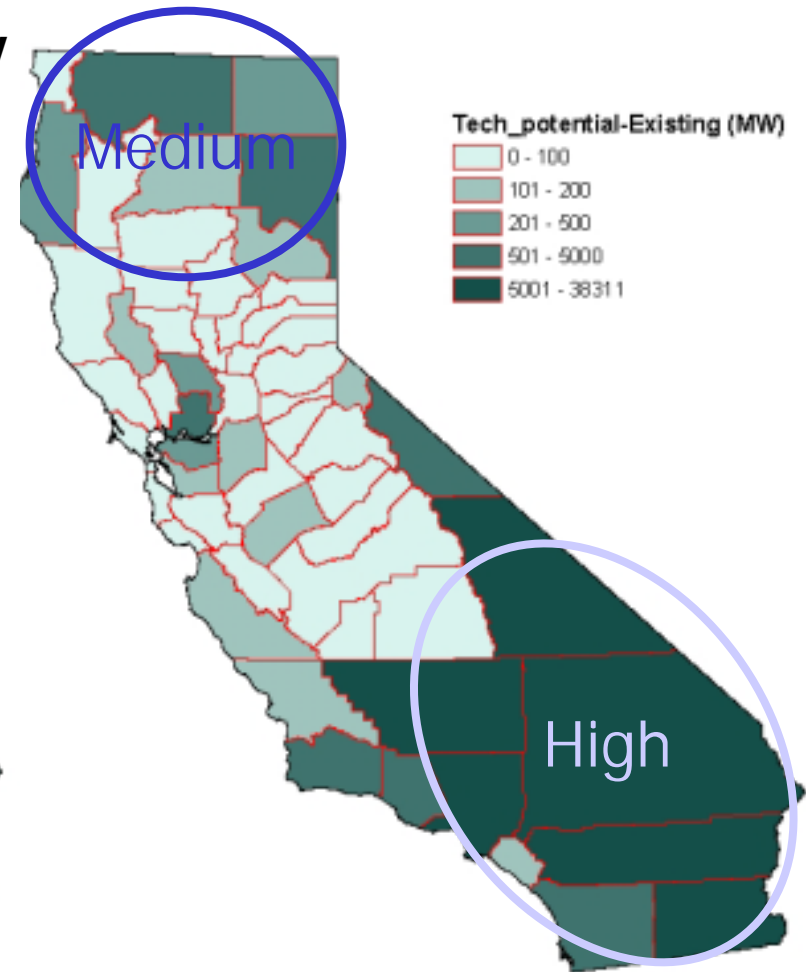 Medium
Tech_potential-Existing (MW)
0 - 100
101 - 200
201 - 500
501 - 5000
5001 - 38311
High